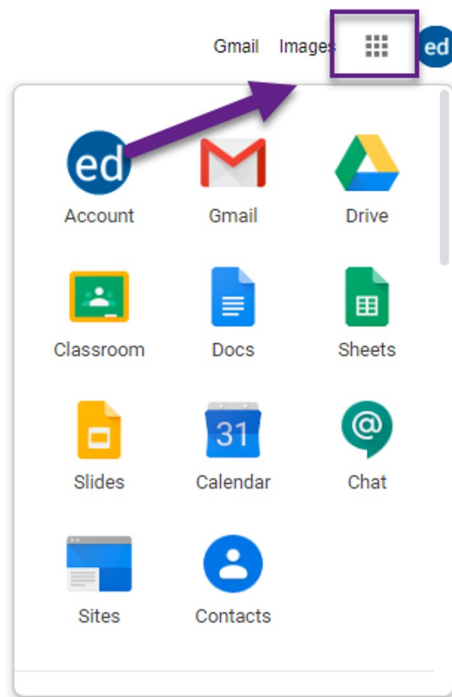 Gmail Images ed
ed
Account Gmail Drive
Classroom Docs Sheets
31 @
Slides Calendar Chat
Sites Contacts